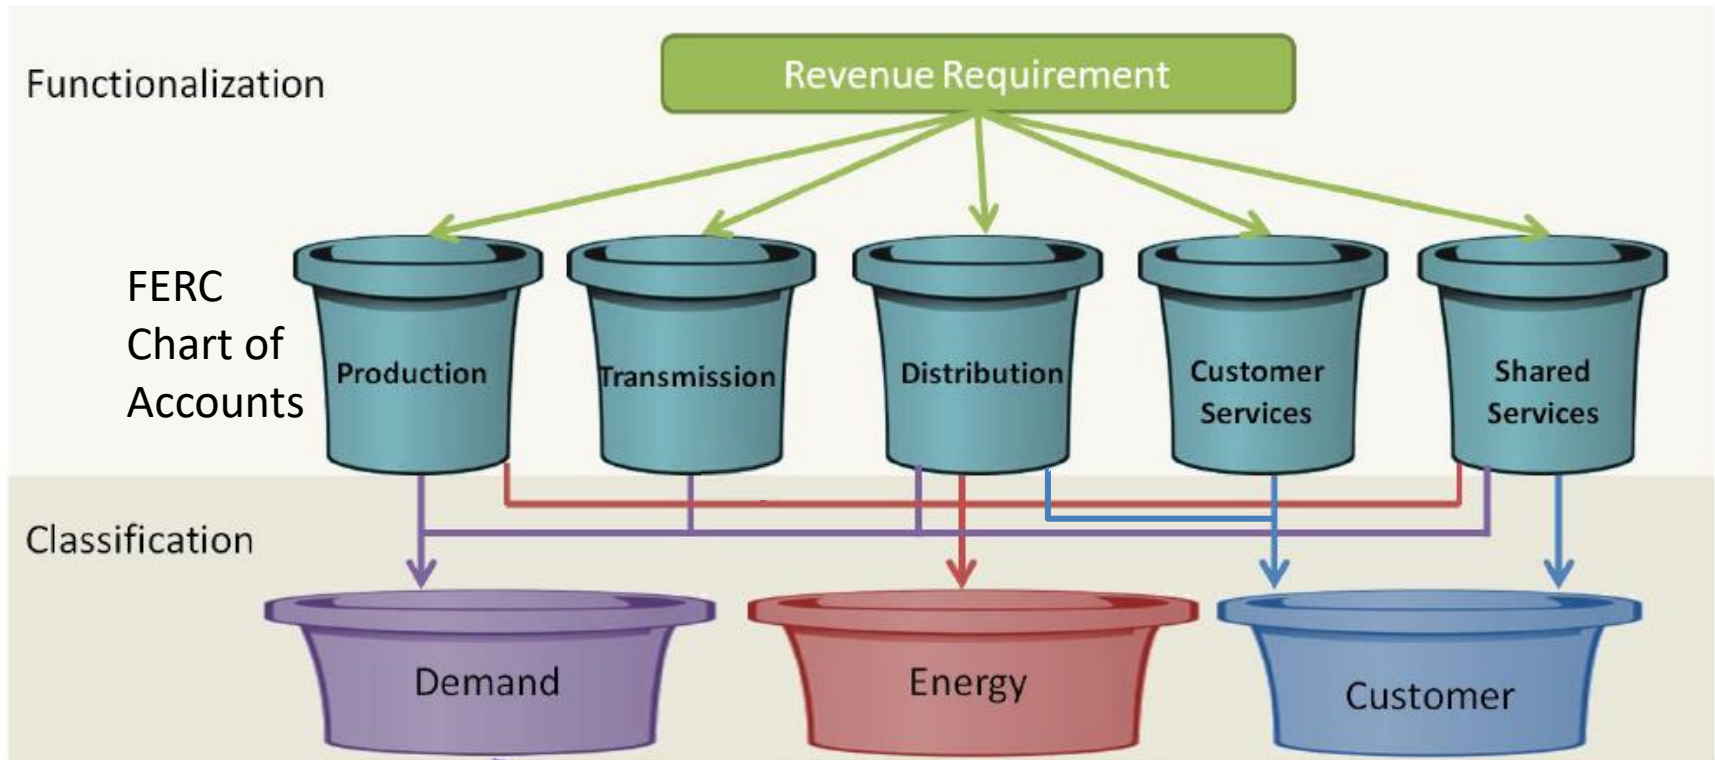 Functionalization
Revenue Requirement
FERC
Chart of
Accounts
Production
Transmission
Distribution
Customer
Services
Shared
Services
Classification
Demand
Energy
Customer